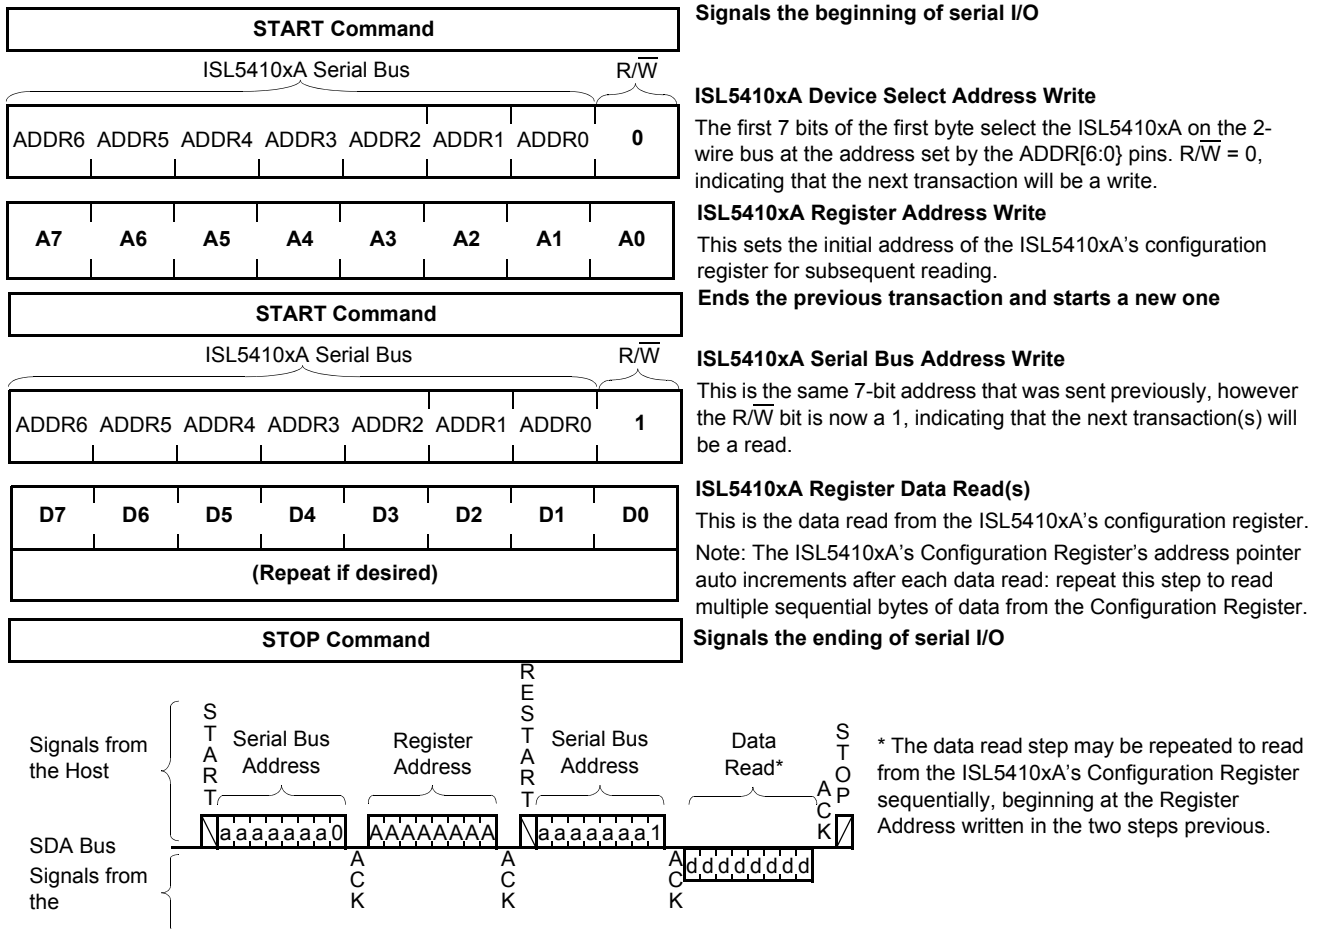 START Command
Signals the beginning of serial I/O
ISL5410xA Serial Bus
R/W
ADDR6 ADDR5 ADDR4 ADDR3 ADDR2 ADDR1 ADDR0 0
ISL5410xA Device Select Address Write
The first 7 bits of the first byte select the ISL5410xA on the 2-
wire bus at the address set by the ADDR[6:0} pins. R/W = 0,
indicating that the next transaction will be a write.
A7 A6 A5 A4 A3 A2 A1 A0
ISL5410xA Register Address Write
This sets the initial address of the ISL5410xA’s configuration
register for subsequent reading.
START Command
Ends the previous transaction and starts a new one
ISL5410xA Serial Bus
R/W
ADDR6 ADDR5 ADDR4 ADDR3 ADDR2 ADDR1 ADDR0 1
ISL5410xA Serial Bus Address Write
This is the same 7-bit address that was sent previously, however
the R/W bit is now a 1, indicating that the next transaction(s) will
be a read.
D7 D6 D5 D4 D3 D2 D1 D0
(Repeat if desired)
ISL5410xA Register Data Read(s)
This is the data read from the ISL5410xA’s configuration register.
Note: The ISL5410xA’s Configuration Register’s address pointer
auto increments after each data read: repeat this step to read
multiple sequential bytes of data from the Configuration Register.
STOP Command
Signals the ending of serial I/O
Signals from
the Host
START
Serial Bus
Address
Register
Address
RESTART
Serial Bus
Address
Data
Read*
ACK
STOP
aaaaaaa0
AAAAAAAA
aaaaaaa1
SDA Bus
Signals from
the
ACK
ACK
ACK
dddddddd
* The data read step may be repeated to read
from the ISL5410xA’s Configuration Register
sequentially, beginning at the Register
Address written in the two steps previous.